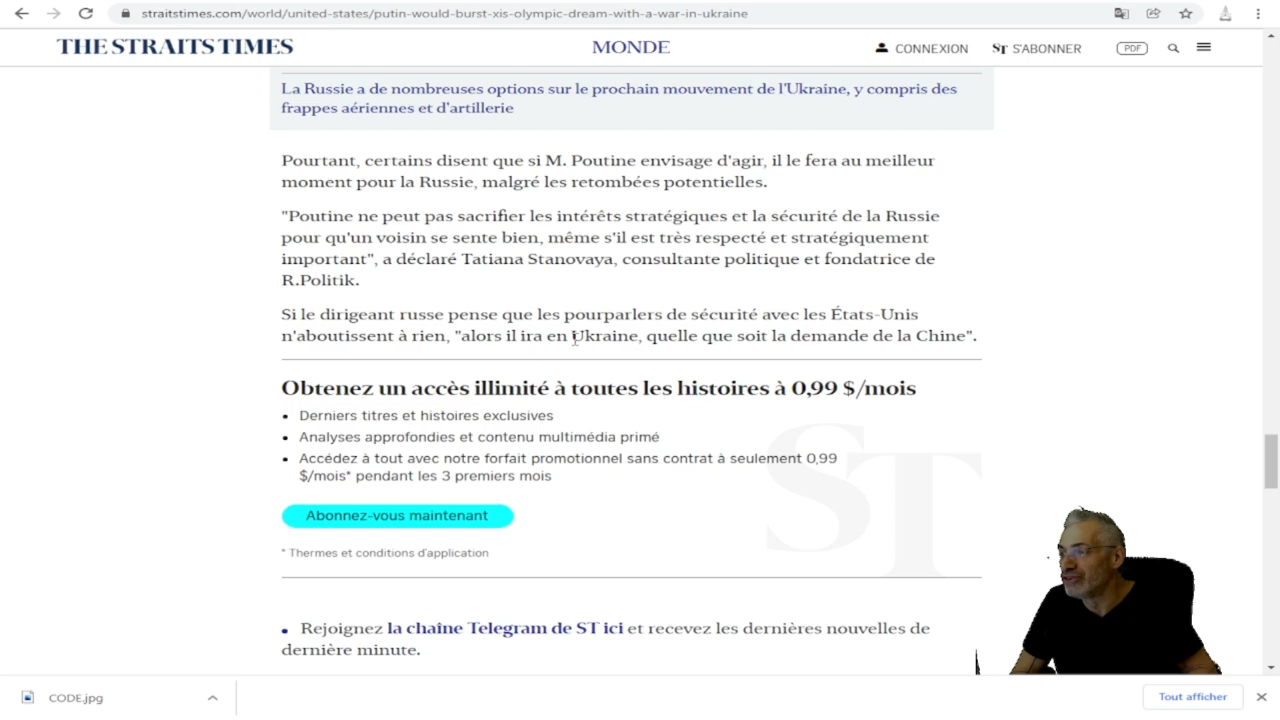 straitstimes.com/world/united-states/putin-would-burst-xis-olympic-dream-with-a-war-in-ukraine
THE STRAITS TIMES
MONDE
CONNEXION
ST S'ABONNER
PDF
La Russie a de nombreuses options sur le prochain mouvement de l'Ukraine, y compris des
frappes aériennes et d'artillerie
Pourtant, certains disent que si M. Poutine envisage d'agir, il le fera au meilleur
moment pour la Russie, malgré les retombées potentielles.
"Poutine ne peut pas sacrifier les intérêts stratégiques et la sécurité de la Russie
pour qu'un voisin se sente bien, même s'il est très respecté et stratégiquement
important", a déclaré Tatiana Stanovaya, consultante politique et fondatrice de
R.Politik.
Si le dirigeant russe pense que les pourparlers de sécurité avec les États-Unis
n'aboutissent à rien, "alors il ira en Ukraine, quelle que soit la demande de la Chine".
Obtenez un accès illimité à toutes les histoires à 0,99 $/mois
• Derniers titres et histoires exclusives
• Analyses approfondies et contenu multimédia primé
• Accédez à tout avec notre forfait promotionnel sans contrat à seulement 0,99
$/mois* pendant les 3 premiers mois
ST
Abonnez-vous maintenant
* Thermes et conditions d'application
• Rejoignez la chaîne Telegram de ST ici et recevez les dernières nouvelles de
dernière minute.
CODE.jpg
Tout afficher